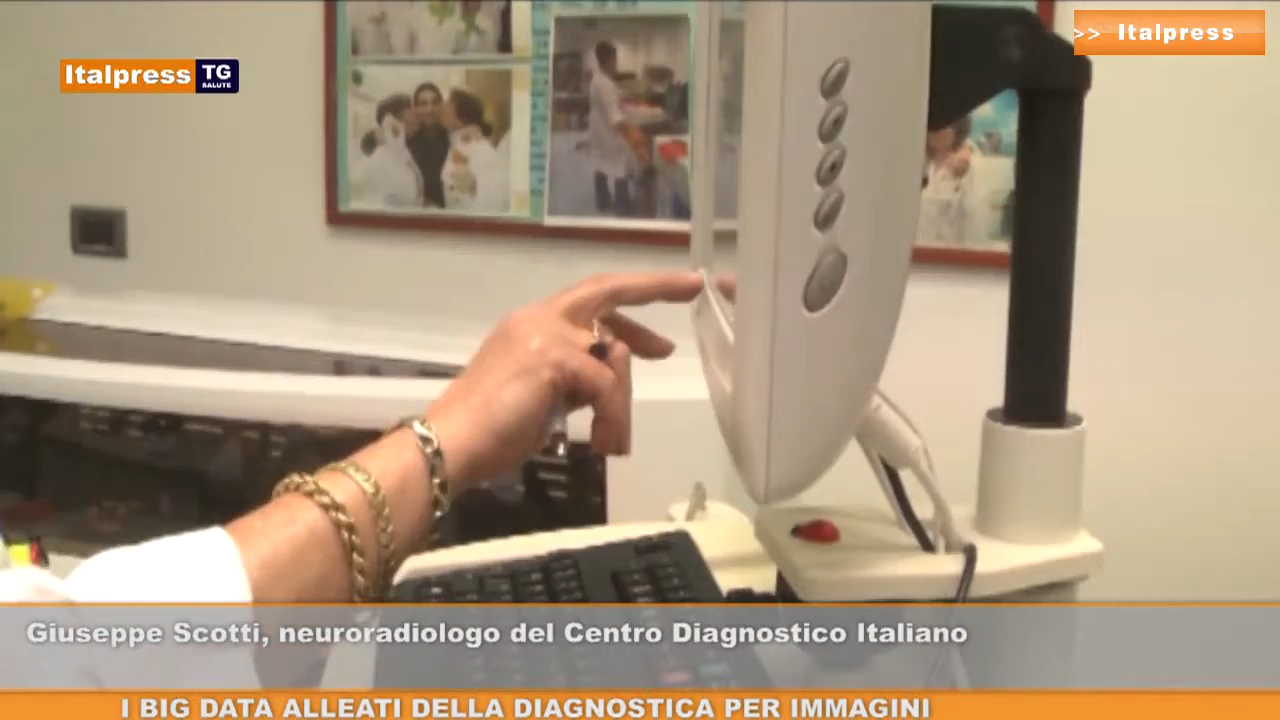 >> Italpress
Italpress TG
SALUTE
Giuseppe Scotti, neuroradiologo del Centro Diagnostico Italiano
I BIG DATA ALLEATI DELLA DIAGNOSTICA PER IMMAGINI